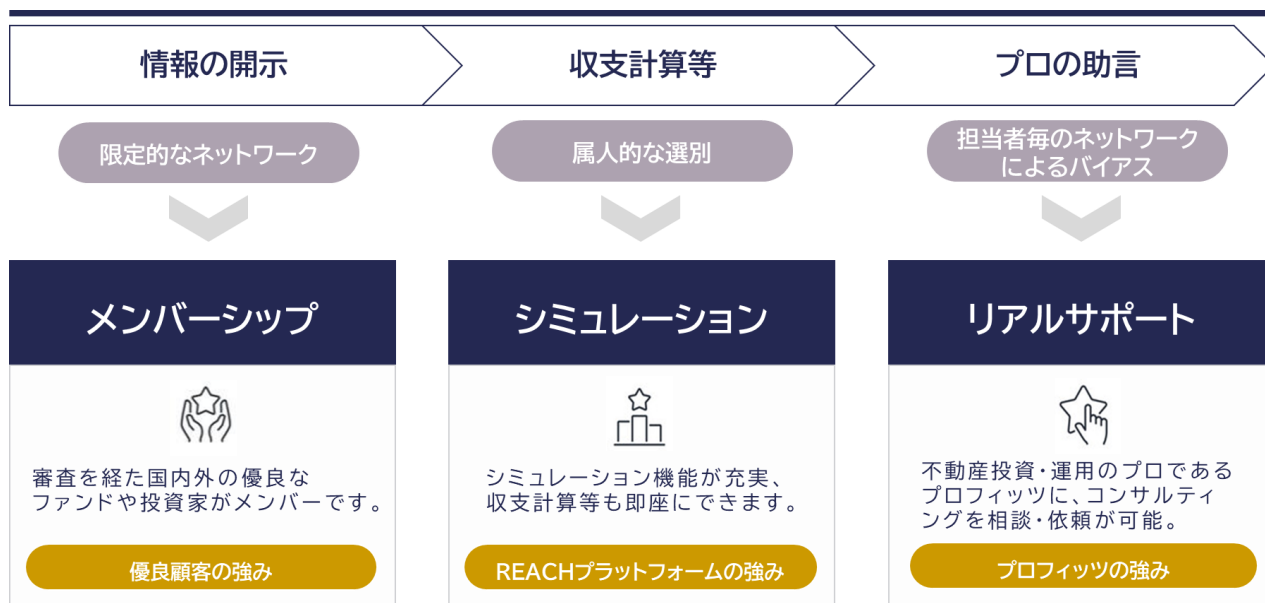 情報の開示
収支計算等
プロの助言
限定的なネットワーク
属人的な選別
担当者毎のネットワーク
によるバイアス
メンバーシップ
シミュレーション
リアルサポート
審査を経た国内外の優良な
ファンドや投資家がメンバーです。
シミュレーション機能が充実、
収支計算等も即座にできます。
不動産投資・運用のプロである
プロフィッツに、コンサルティ
ングを相談・依頼が可能。
優良顧客の強み
REACHプラットフォームの強み
プロフィッツの強み